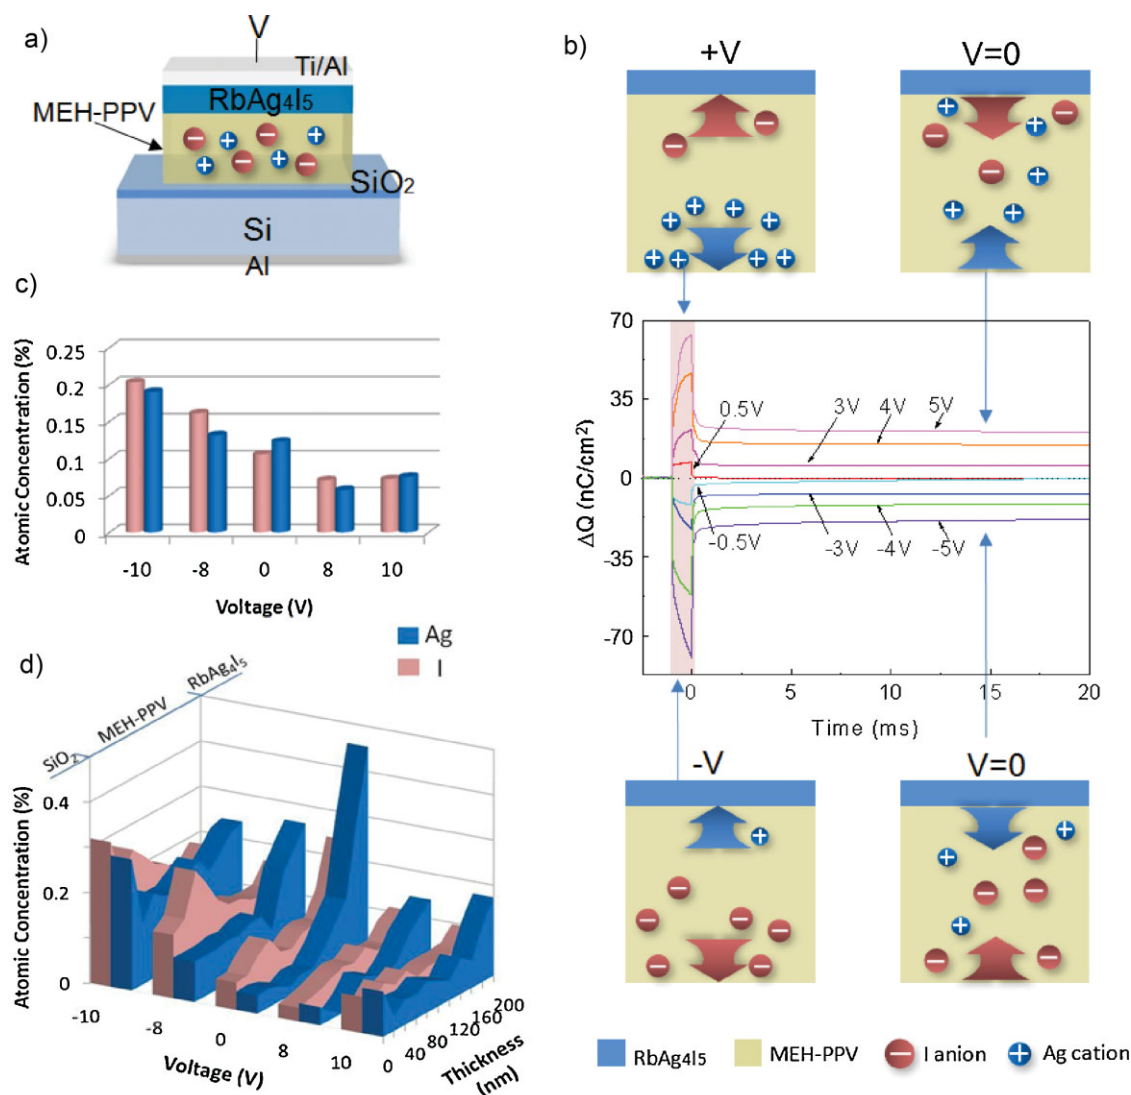 a)
V
Ti/Al
RbAg₄I₅
MEH-PPV
SiO₂
Si
Al
b)
+V
V=0
70
35
0
-35
-70
ΔQ (nC/cm²)
0.5V
3V
4V
5V
-0.5V
-3V
-4V
-5V
0
5
10
15
20
Time (ms)
-V
V=0
c)
0.25
0.2
0.15
0.1
0.05
0
Atomic Concentration (%)
-10
-8
0
8
10
Voltage (V)
Ag
I
d)
RbAg₄I₅
MEH-PPV
SiO₂
0.4
0.2
0
Atomic Concentration (%)
-10
-8
0
8
10
Voltage (V)
0
40
80
120
160
200
Thickness
(nm)
RbAg4I5
MEH-PPV
I anion
Ag cation